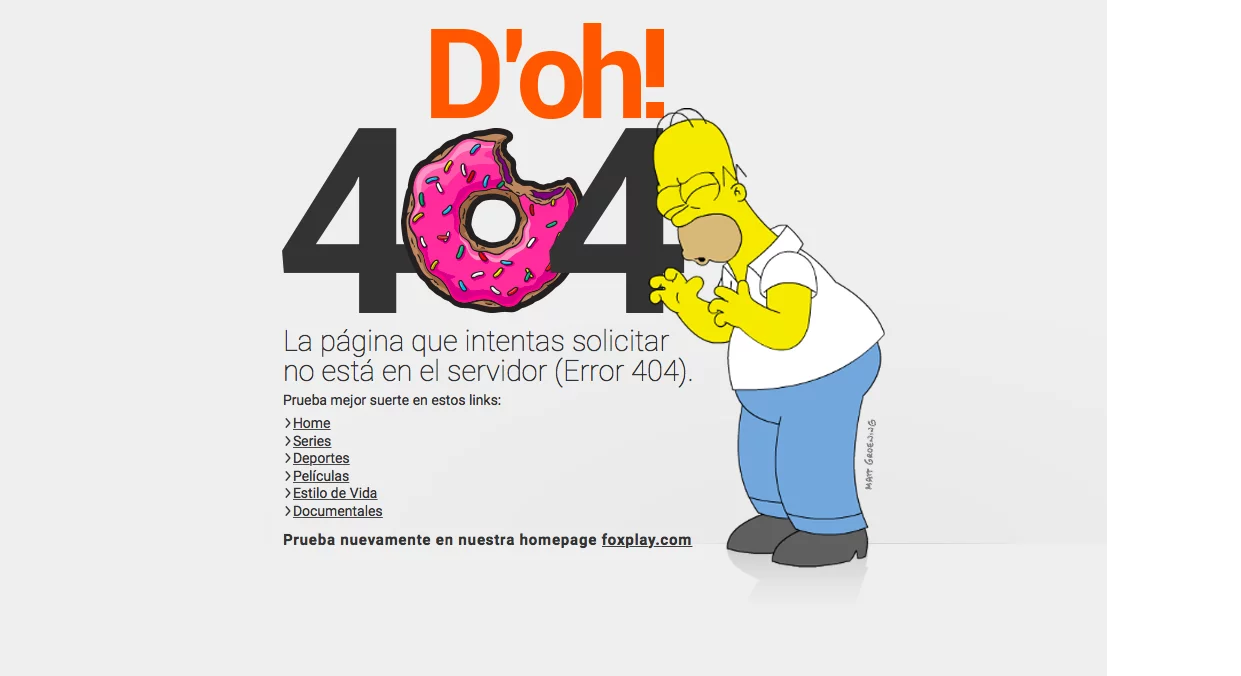 D'oh!
404
La página que intentas solicitar
no está en el servidor (Error 404).
Prueba mejor suerte en estos links:
Home
Series
Deportes
Películas
Estilo de Vida
Documentales
Prueba nuevamente en nuestra homepage foxplay.com
MATT GROENING